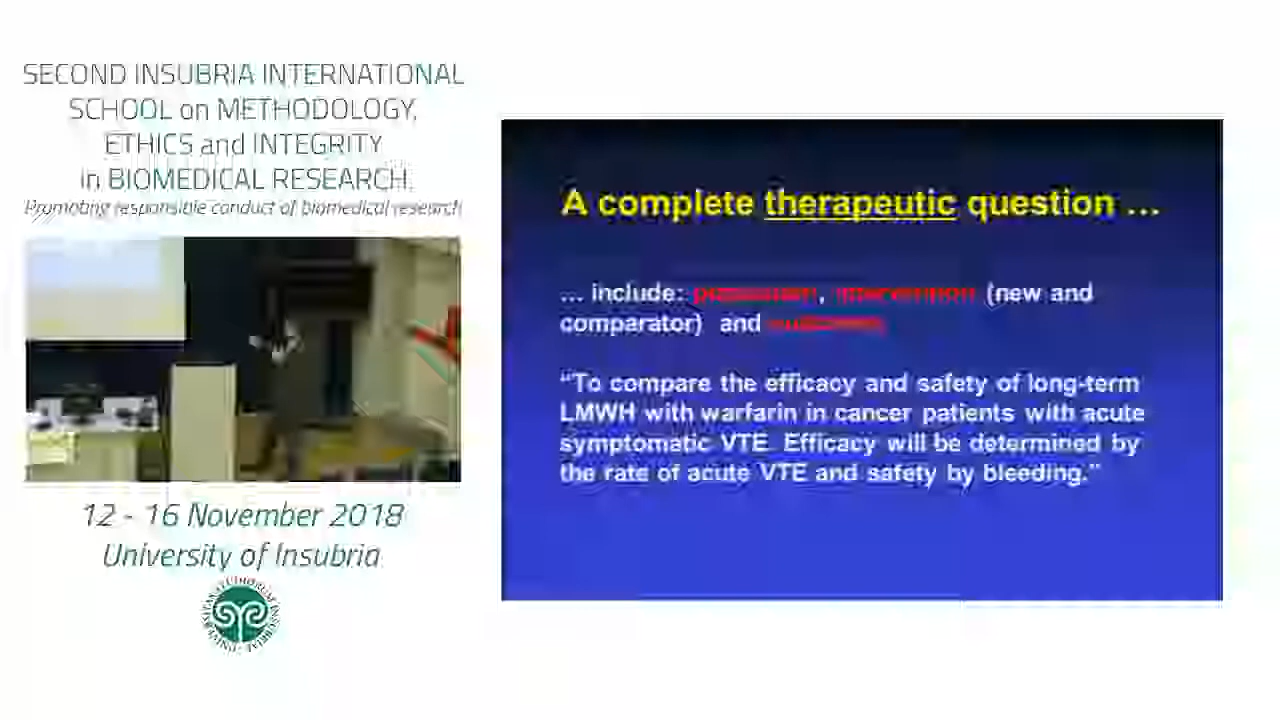 SECOND INSUBRIA INTERNATIONAL
SCHOOL on METHODOLOGY,
ETHICS and INTEGRITY
in BIOMEDICAL RESEARCH.
Promoting responsible conduct of biomedical research
12 - 16 November 2018
University of Insubria
A complete therapeutic question ...
... include: , intervention (new and
comparator) and
“To compare the efficacy and safety of long-term
LMWH with warfarin in cancer patients with acute
symptomatic VTE. Efficacy will be determined by
the rate of acute VTE and safety by bleeding.”